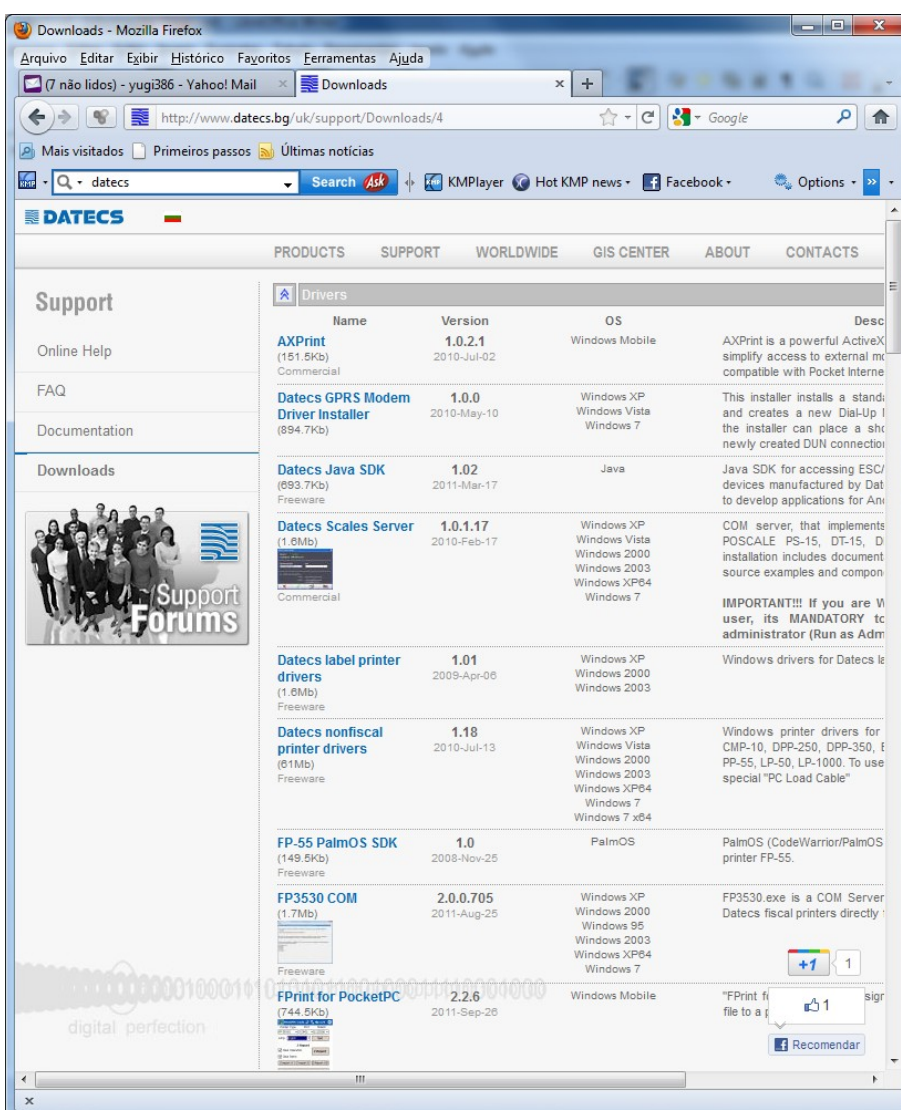 Downloads - Mozilla Firefox
Arquivo Editar Exibir Histórico Favoritos Ferramentas Ajuda
(7 não lidos) - yugi386 - Yahoo! Mail
Downloads
http://www.datecs.bg/uk/support/Downloads/4
Google
Mais visitados Primeiros passos Últimas notícias
KMP datecs Search Ask KMPlayer Hot KMP news Facebook Options
DATECS
PRODUCTS SUPPORT WORLDWIDE GIS CENTER ABOUT CONTACTS
Support
Online Help
FAQ
Documentation
Downloads
Support
Forums
digital perfection
Drivers
Name Version OS Desc
AXPrint 1.0.2.1 Windows Mobile AXPrint is a powerful ActiveX
(151.5Kb) 2010-Jul-02 simplify access to external mo
Commercial compatible with Pocket Interne
Datecs GPRS Modem 1.0.0 Windows XP This installer installs a standa
Driver Installer 2010-May-10 Windows Vista and creates a new Dial-Up
(894.7Kb) Windows 7 the installer can place a sho
newly created DUN connection
Datecs Java SDK 1.02 Java Java SDK for accessing ESC/
(693.7Kb) 2011-Mar-17 devices manufactured by Dat
Freeware to develop applications for An
Datecs Scales Server 1.0.1.17 Windows XP COM server, that implements
(1.6Mb) 2010-Feb-17 Windows Vista POSCALE PS-15, DT-15, D
Windows 2000 installation includes document
Windows 2003 source examples and compon
Windows XP64
Commercial Windows 7 IMPORTANT!!! If you are W
user, its MANDATORY to
administrator (Run as Adm
Datecs label printer 1.01 Windows XP Windows drivers for Datecs la
drivers 2009-Apr-06 Windows 2000
(1.6Mb) Windows 2003
Freeware
Datecs nonfiscal 1.18 Windows XP Windows printer drivers for
printer drivers 2010-Jul-13 Windows Vista CMP-10, DPP-250, DPP-350,
(61Mb) Windows 2000 PP-55, LP-50, LP-1000. To use
Freeware Windows 2003 special "PC Load Cable"
Windows XP64
Windows 7
Windows 7 x64
FP-55 PalmOS SDK 1.0 PalmOS PalmOS (CodeWarrior/PalmOS
(149.5Kb) 2008-Nov-25 printer FP-55.
Freeware
FP3530 COM 2.0.0.705 Windows XP FP3530.exe is a COM Server
(1.7Mb) 2011-Aug-25 Windows 2000 Datecs fiscal printers directly
Windows 95
Windows 2003
Windows XP64
Freeware Windows 7
+1 1
FPrint for PocketPC 2.2.6 Windows Mobile "FPrint f sign
(744.5Kb) 2011-Sep-26 file to a p
1
Recomendar